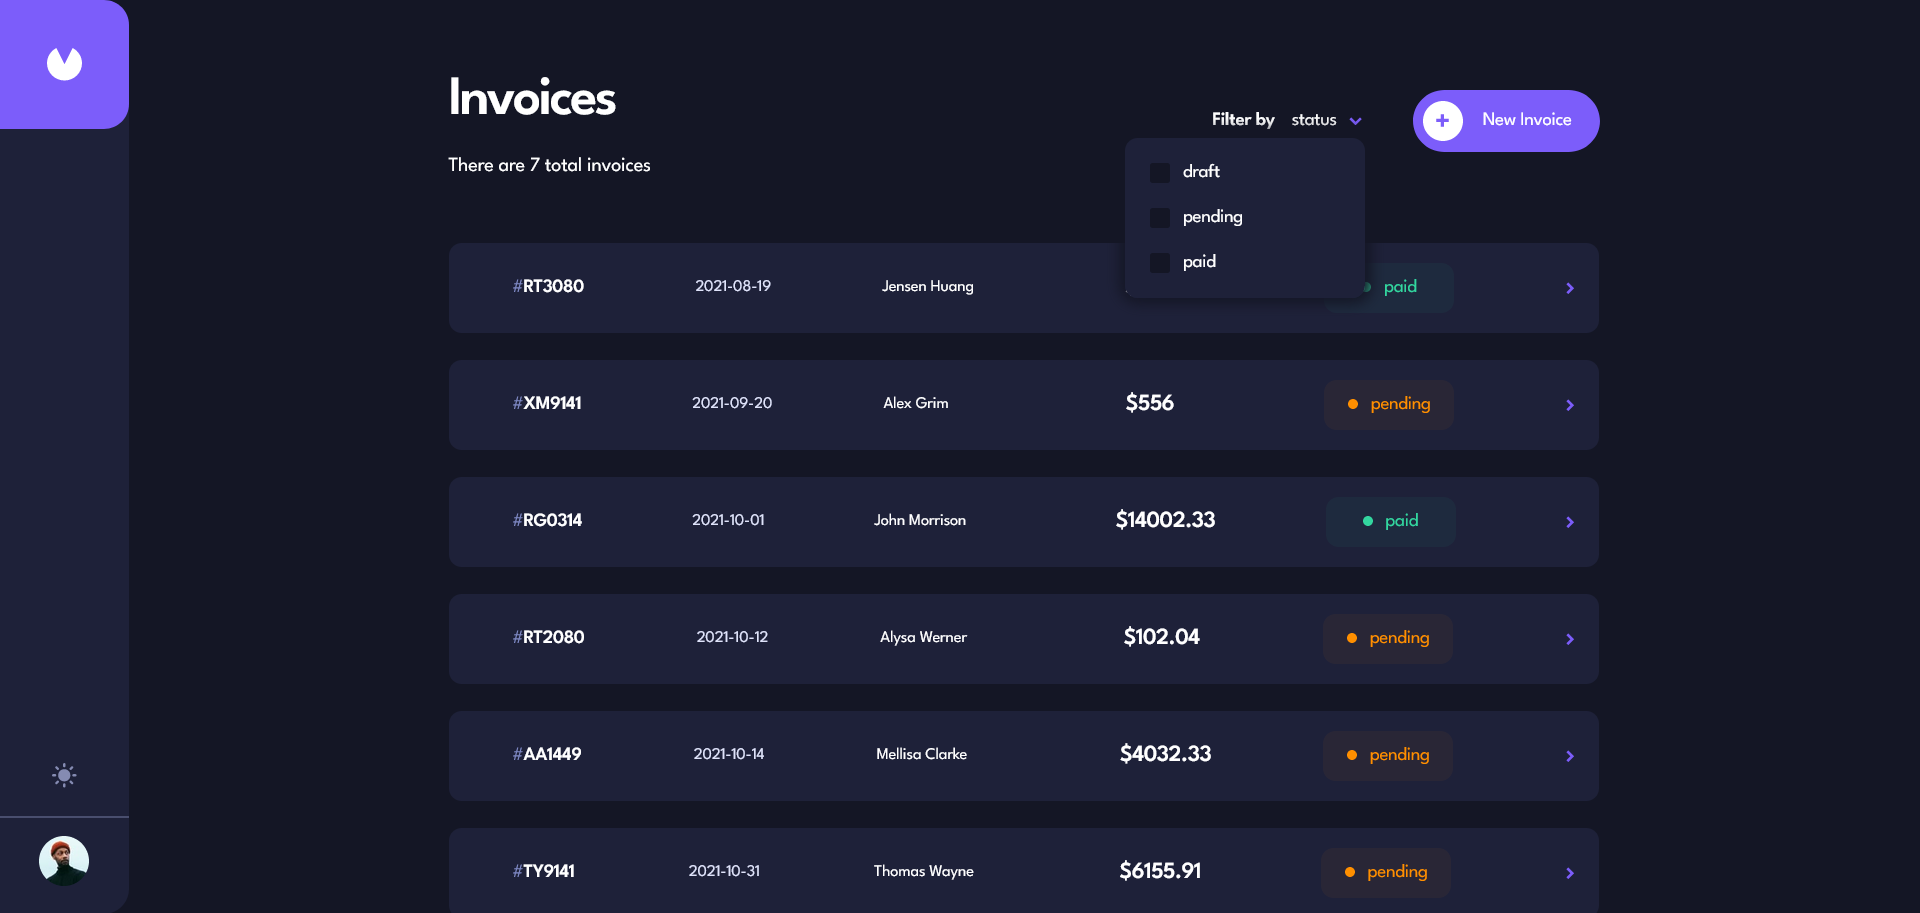 Invoices
Filter by status
New Invoice
There are 7 total invoices
draft
pending
paid
#RT3080 2021-08-19 Jensen Huang paid
#XM9141 2021-09-20 Alex Grim $556 pending
#RG0314 2021-10-01 John Morrison $14002.33 paid
#RT2080 2021-10-12 Alysa Werner $102.04 pending
#AA1449 2021-10-14 Mellisa Clarke $4032.33 pending
#TY9141 2021-10-31 Thomas Wayne $6155.91 pending